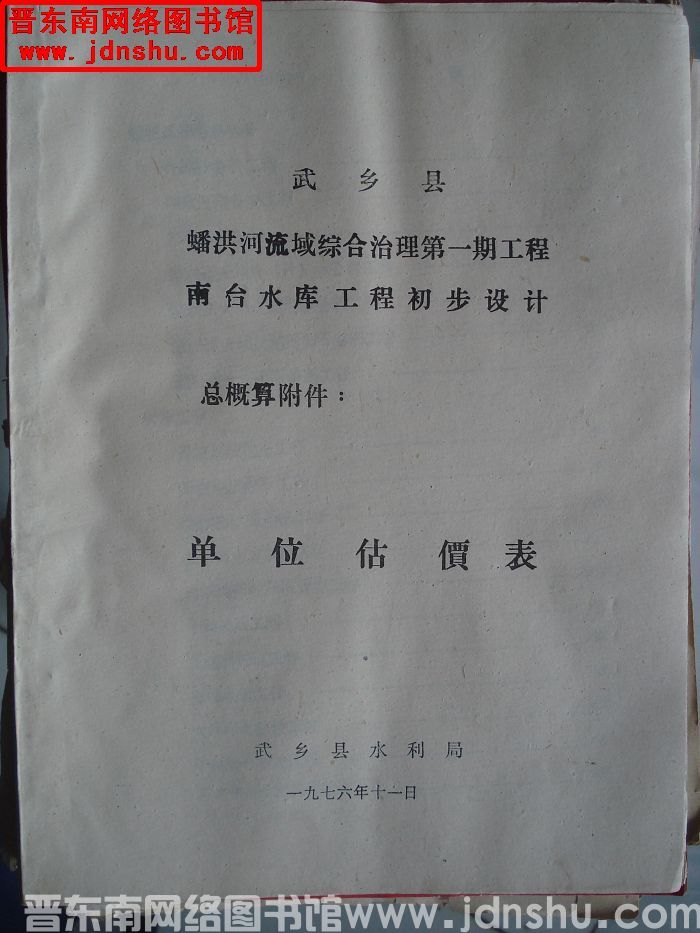 晋东南网络图书馆
www.jdnshu.com
武乡县
蟠洪河流域综合治理第一期工程
南台水库工程初步设计
总概算附件：
单位估價表
武乡县水利局
一九七六年十一日
晋东南网络图书馆www.jdnshu.com